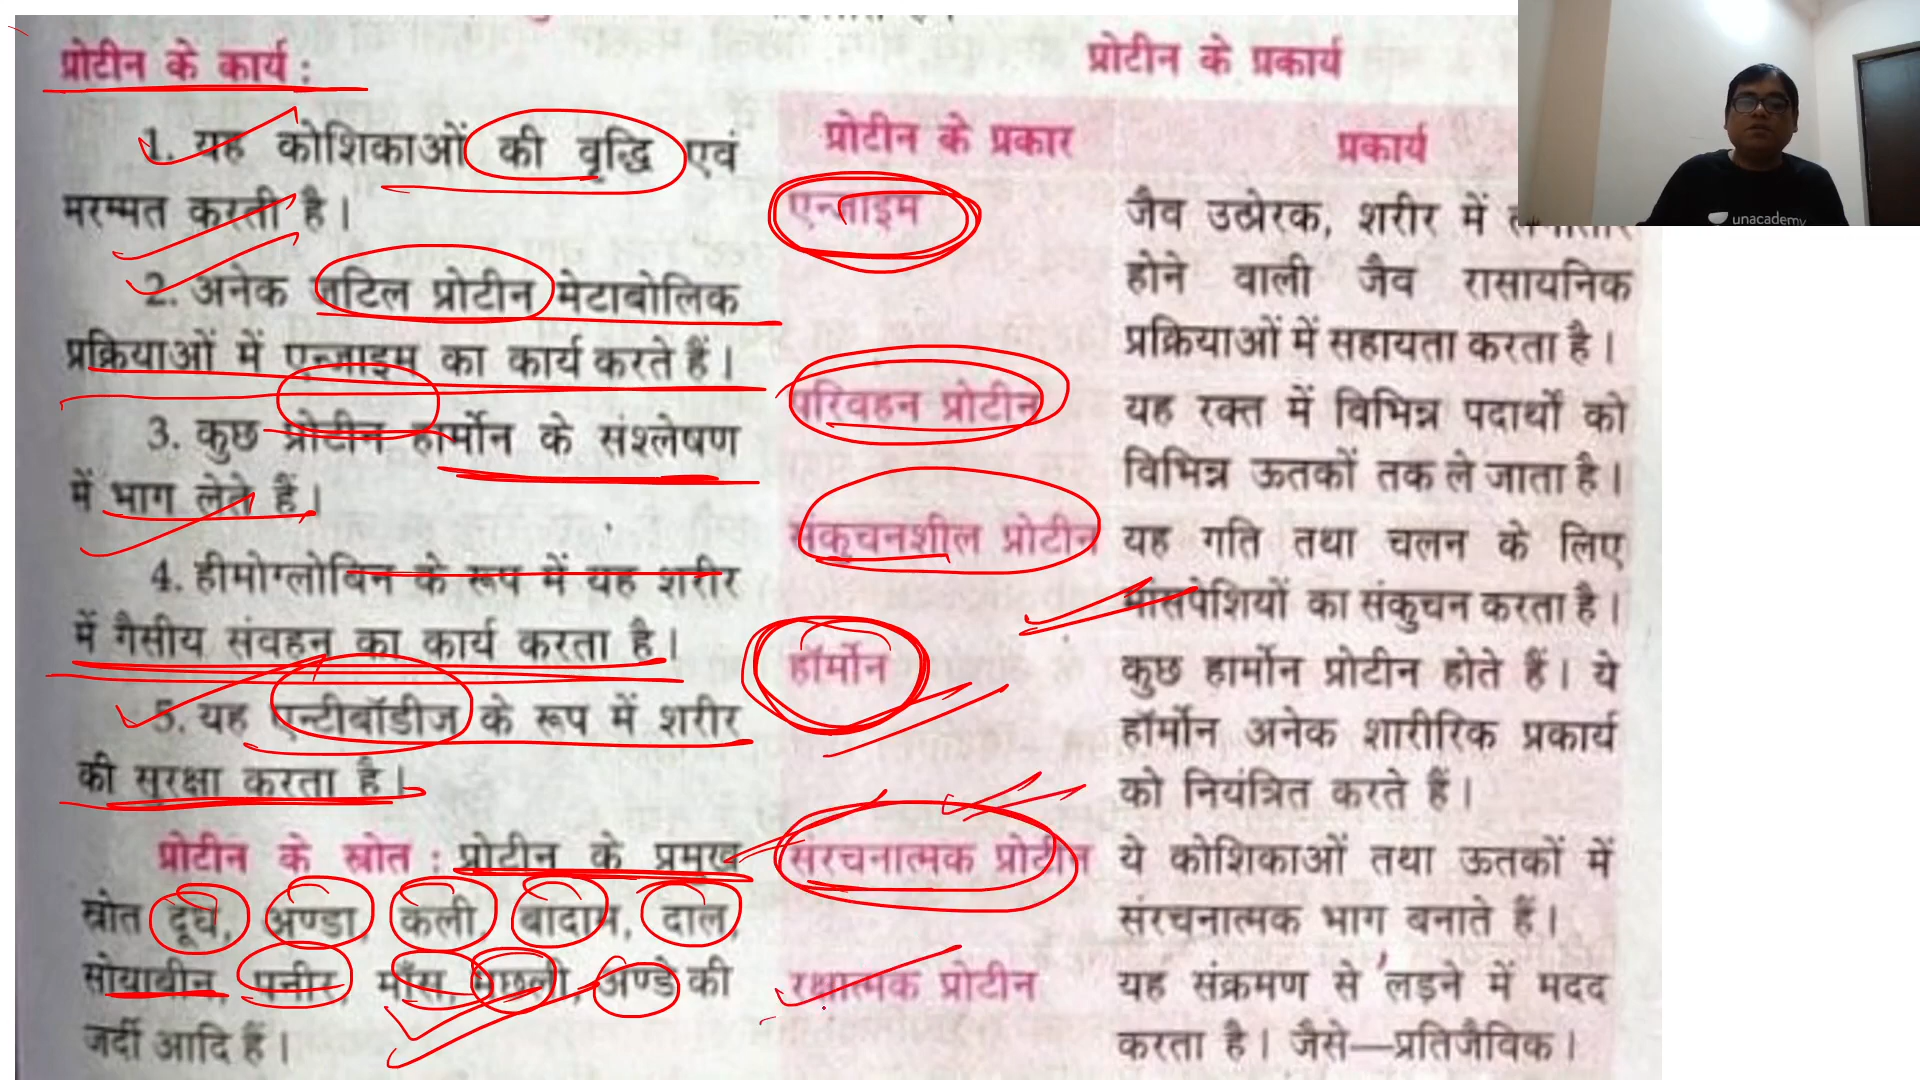 प्रोटीन के कार्य :
1. यह कोशिकाओं की वृद्धि एवं
मरम्मत करती है।
2. अनेक जटिल प्रोटीन मेटाबोलिक
प्रक्रियाओं में एन्जाइम का कार्य करते हैं।
3. कुछ प्रोटीन हार्मोन के संश्लेषण
में भाग लेते हैं।
4. हीमोग्लोबिन के रूप में यह शरीर
में गैसीय संवहन का कार्य करता है।
5. यह एन्टीबॉडीज के रूप में शरीर
की सुरक्षा करता है।
प्रोटीन के स्रोत : प्रोटीन के प्रमुख
स्रोत दूध, अण्डा, कली, बादाम, दाल,
सोयाबीन, पनीर, माँस, मछली, अण्डे की
जर्दी आदि हैं।
प्रोटीन के प्रकार्य
प्रोटीन के प्रकार
प्रकार्य
एन्जाइम
जैव उत्प्रेरक, शरीर में
होने वाली जैव रासायनिक
प्रक्रियाओं में सहायता करता है।
परिवहन प्रोटीन
यह रक्त में विभिन्न पदार्थों को
विभिन्न ऊतकों तक ले जाता है।
संकुचनशील प्रोटीन
यह गति तथा चलन के लिए
मांसपेशियों का संकुचन करता है।
हॉर्मोन
कुछ हार्मोन प्रोटीन होते हैं। ये
हॉर्मोन अनेक शारीरिक प्रकार्य
को नियंत्रित करते हैं।
संरचनात्मक प्रोटीन
ये कोशिकाओं तथा ऊतकों में
संरचनात्मक भाग बनाते हैं।
रक्षात्मक प्रोटीन
यह संक्रमण से लड़ने में मदद
करता है। जैसे—प्रतिजैविक।
unacademy